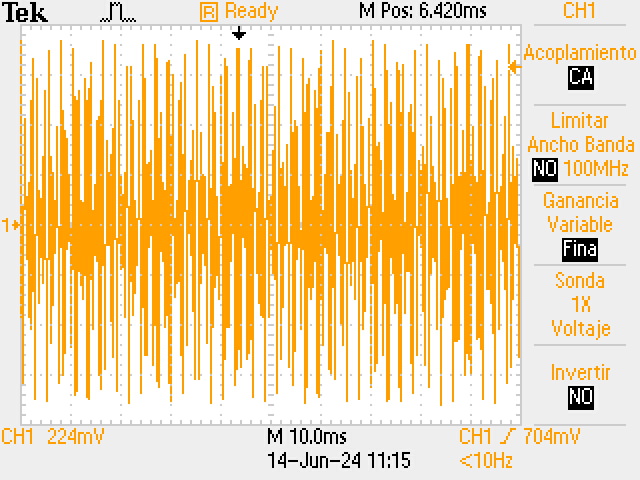 Tek R Ready M Pos: 6.420ms CH1
Acoplamiento
CA
Limitar
Ancho Banda
NO 100MHz
Ganancia
Variable
Fina
Sonda
1X
Voltaje
Invertir
NO
1
CH1 224mV M 10.0ms CH1 704mV
14-Jun-24 11:15 <10Hz